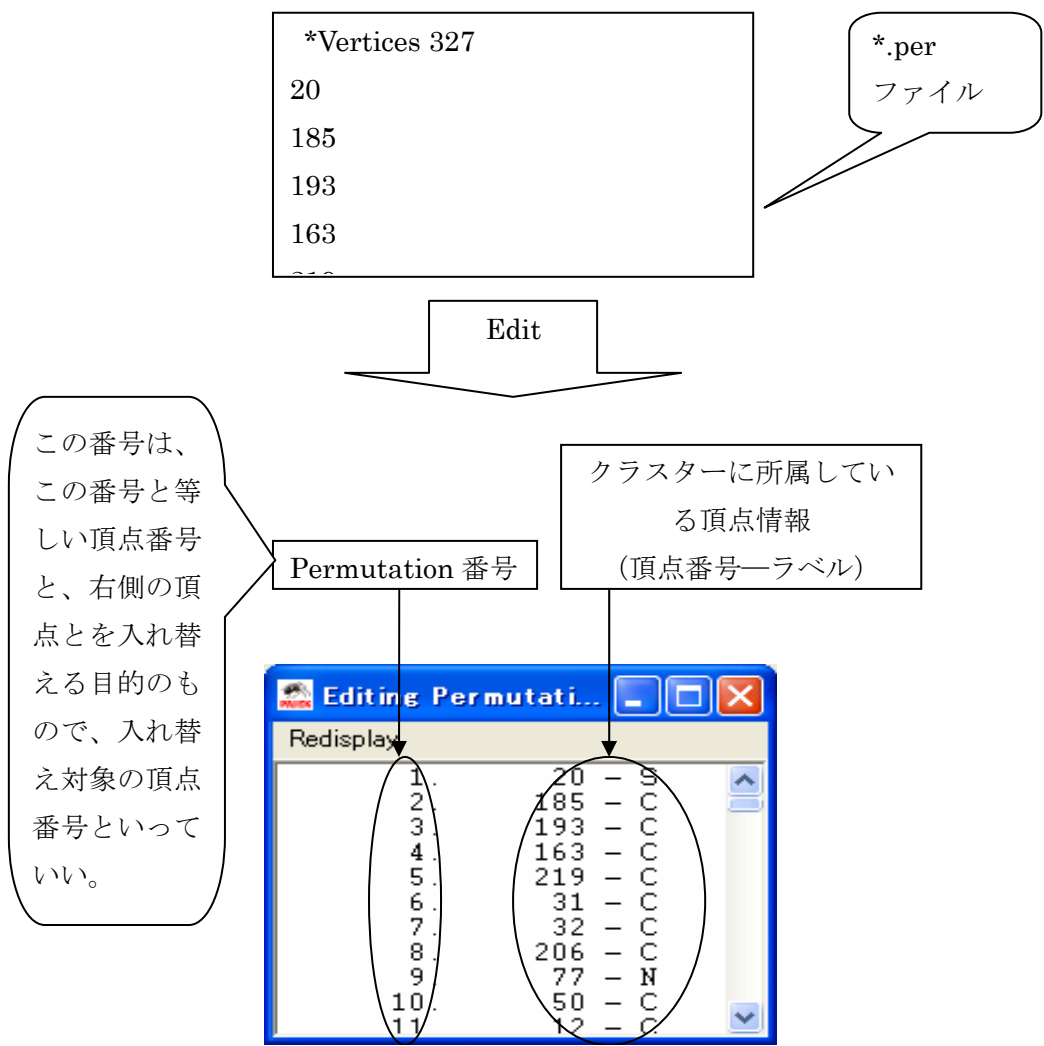 *Vertices 327
20
185
193
163
*.per
ファイル
Edit
この番号は、
この番号と等
しい頂点番号
と、右側の頂
点とを入れ替
える目的のも
ので、入れ替
え対象の頂点
番号といって
いい。
Permutation 番号
クラスターに所属してい
る頂点情報
（頂点番号―ラベル）
Editing Permutati...
Redisplay
1. 20 – S
2. 185 – C
3. 193 – C
4. 163 – C
5. 219 – C
6. 31 – C
7. 32 – C
8. 206 – C
9. 77 – N
10. 50 – C
11. 12 – C